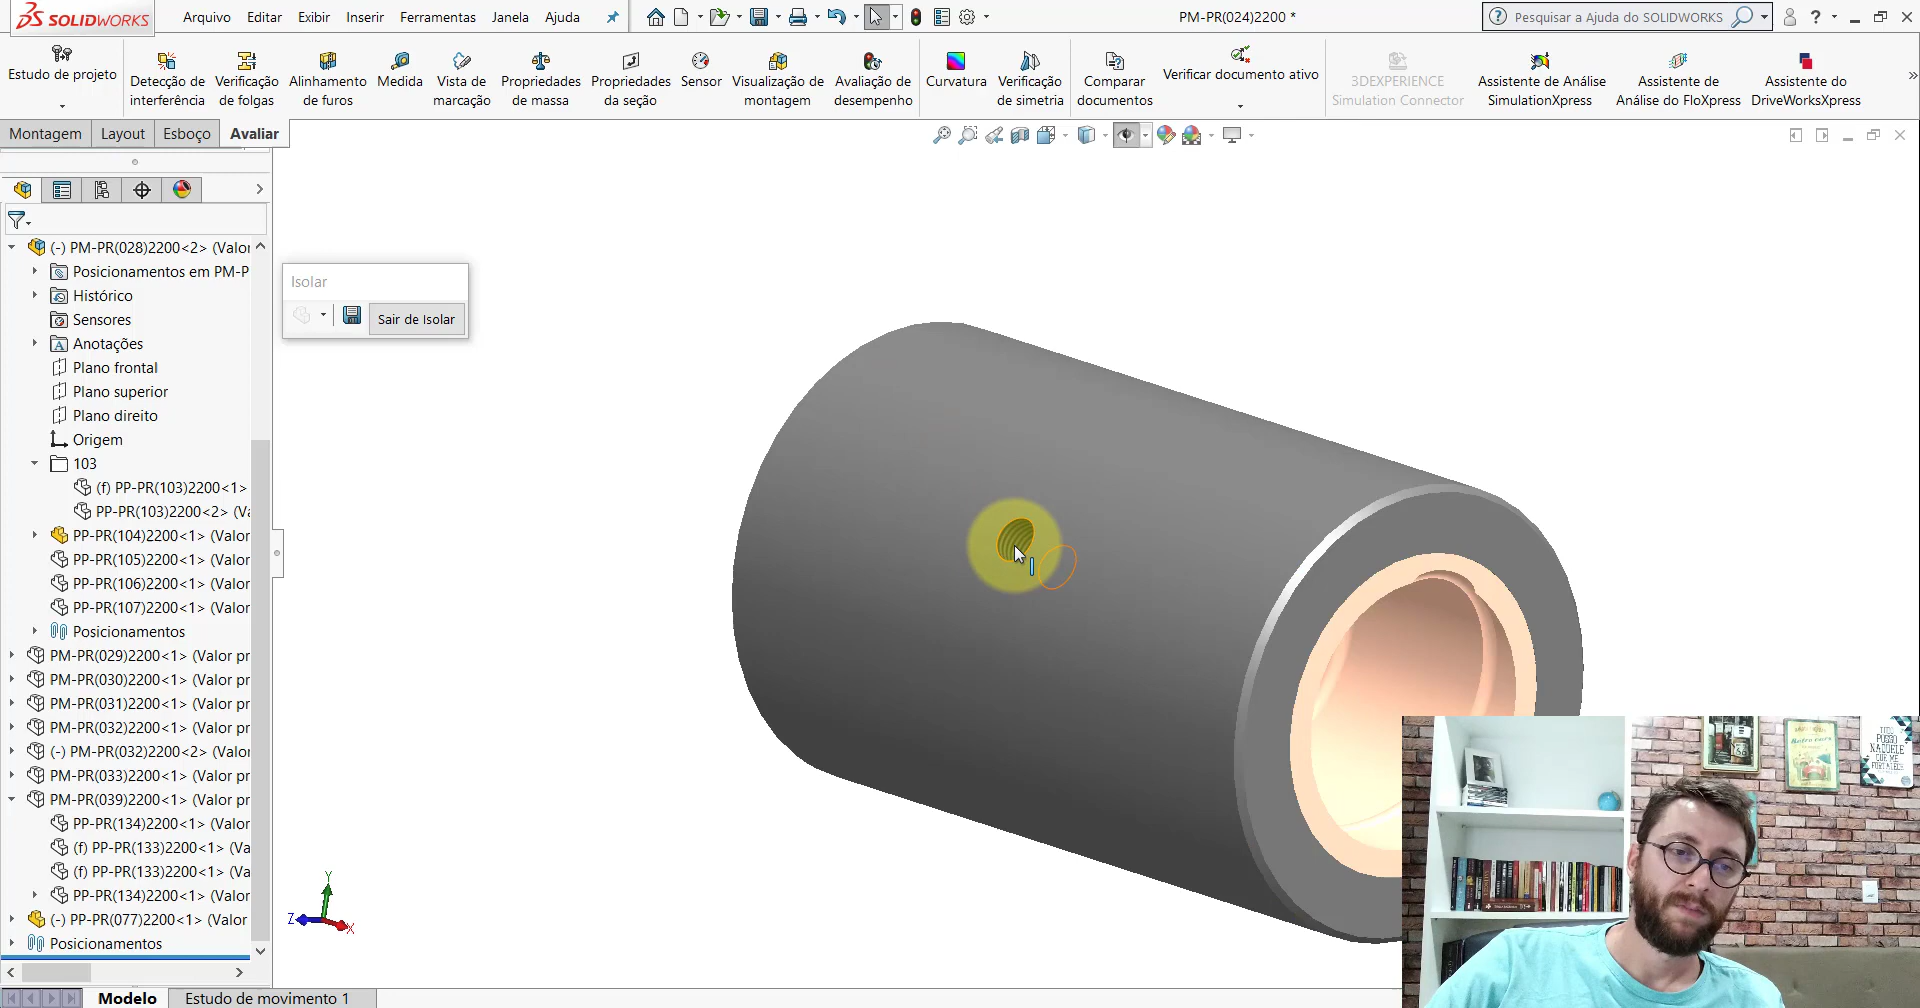 SOLIDWORKS
Arquivo Editar Exibir Inserir Ferramentas Janela Ajuda
PM-PR(024)2200 *
Pesquisar a Ajuda do SOLIDWORKS
Estudo de projeto
Detecção de interferência
Verificação de folgas
Alinhamento de furos
Medida
Vista de marcação
Propriedades de massa
Propriedades da seção
Sensor
Visualização de montagem
Avaliação de desempenho
Curvatura
Verificação de simetria
Comparar documentos
Verificar documento ativo
3DEXPERIENCE Simulation Connector
Assistente de Análise SimulationXpress
Assistente de Análise do FloXpress
Assistente do DriveWorksXpress
Montagem Layout Esboço Avaliar
(-) PM-PR(028)2200<2> (Valor
Posicionamentos em PM-P
Histórico
Sensores
Anotações
Plano frontal
Plano superior
Plano direito
Origem
103
(f) PP-PR(103)2200<1>
PP-PR(103)2200<2> (Va
PP-PR(104)2200<1> (Valor
PP-PR(105)2200<1> (Valor
PP-PR(106)2200<1> (Valor
PP-PR(107)2200<1> (Valor
Posicionamentos
PM-PR(029)2200<1> (Valor pr
PM-PR(030)2200<1> (Valor pr
PM-PR(031)2200<1> (Valor pr
PM-PR(032)2200<1> (Valor pr
(-) PM-PR(032)2200<2> (Valor
PM-PR(033)2200<1> (Valor pr
PM-PR(039)2200<1> (Valor pr
PP-PR(134)2200<1> (Valor
(f) PP-PR(133)2200<1> (Va
(f) PP-PR(133)2200<2> (Va
PP-PR(134)2200<1> (Valor
(-) PP-PR(077)2200<1> (Valor
Posicionamentos
Isolar
Sair de Isolar
Y
Z
X
POSSO
NAQUELE
QUE ME
FORTALECE
Modelo Estudo de movimento 1